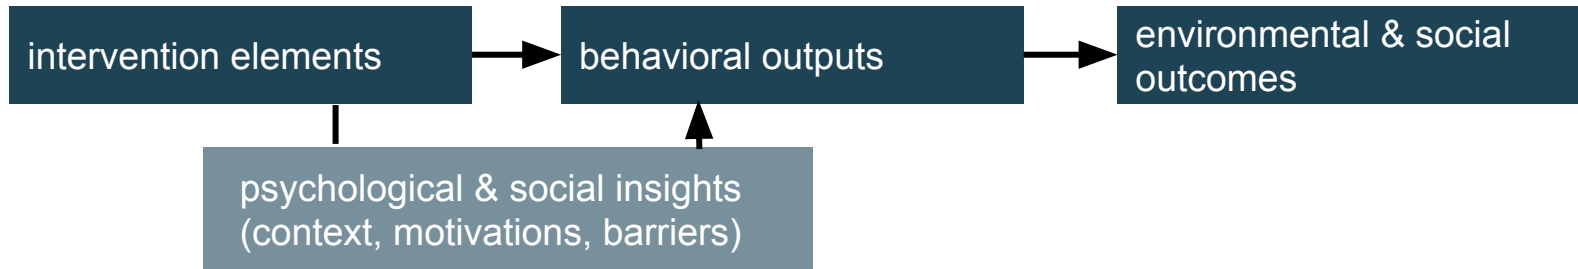 intervention elements
behavioral outputs
environmental & social
outcomes
psychological & social insights
(context, motivations, barriers)